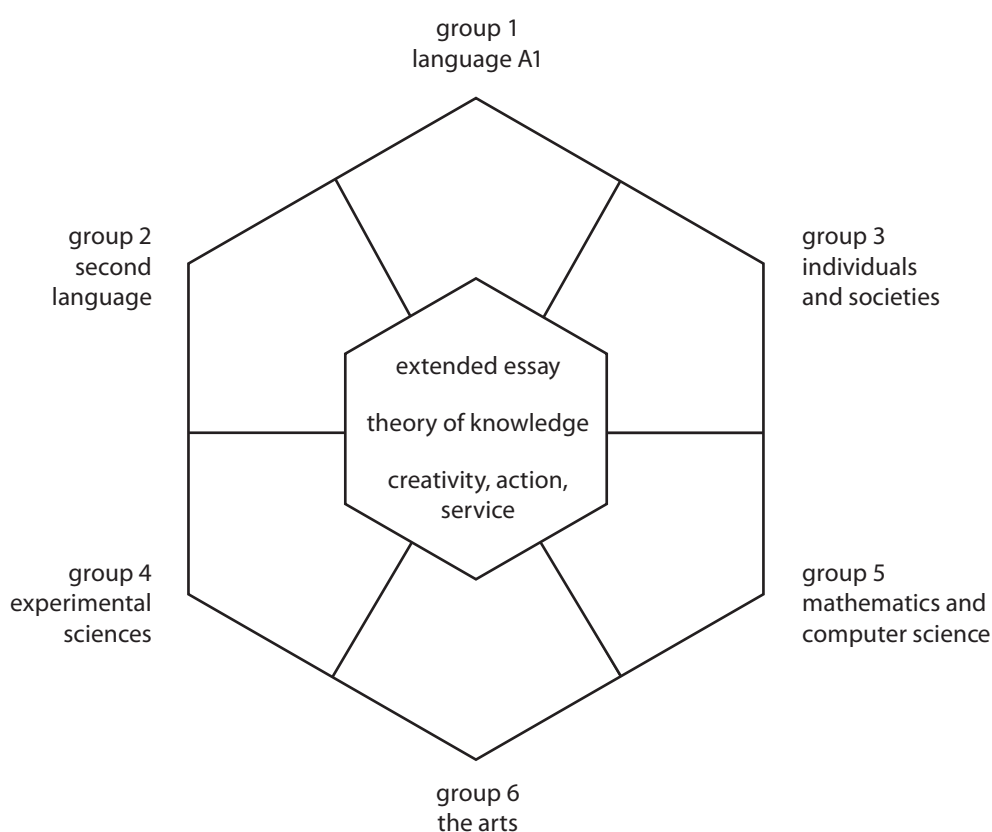 group 1
language A1
group 2
second
language
group 3
individuals
and societies
extended essay
theory of knowledge
creativity, action,
service
group 4
experimental
sciences
group 5
mathematics and
computer science
group 6
the arts